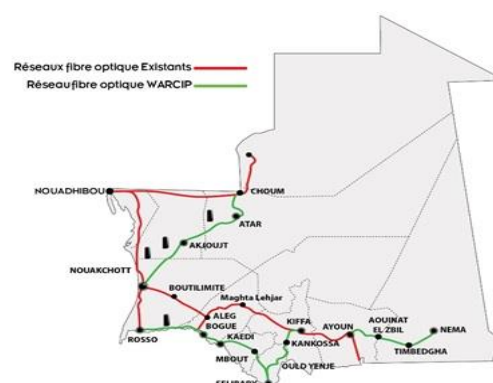 Réseaux fibre optique Existants
Réseau fibre optique WARCIP
NOUADHIBOU
CHOUM
ATAR
AKJOUJT
NOUAKCHOTT
BOUTILIMITE
Maghta Lehjar
ALEG
BOGUE
ROSSO
KAEDI
MBOUT
KIFFA
KANKOSSA
OULD YENJE
AYOUN
AOUINAT
EL ZBIL
NEMA
TIMBEDGHA